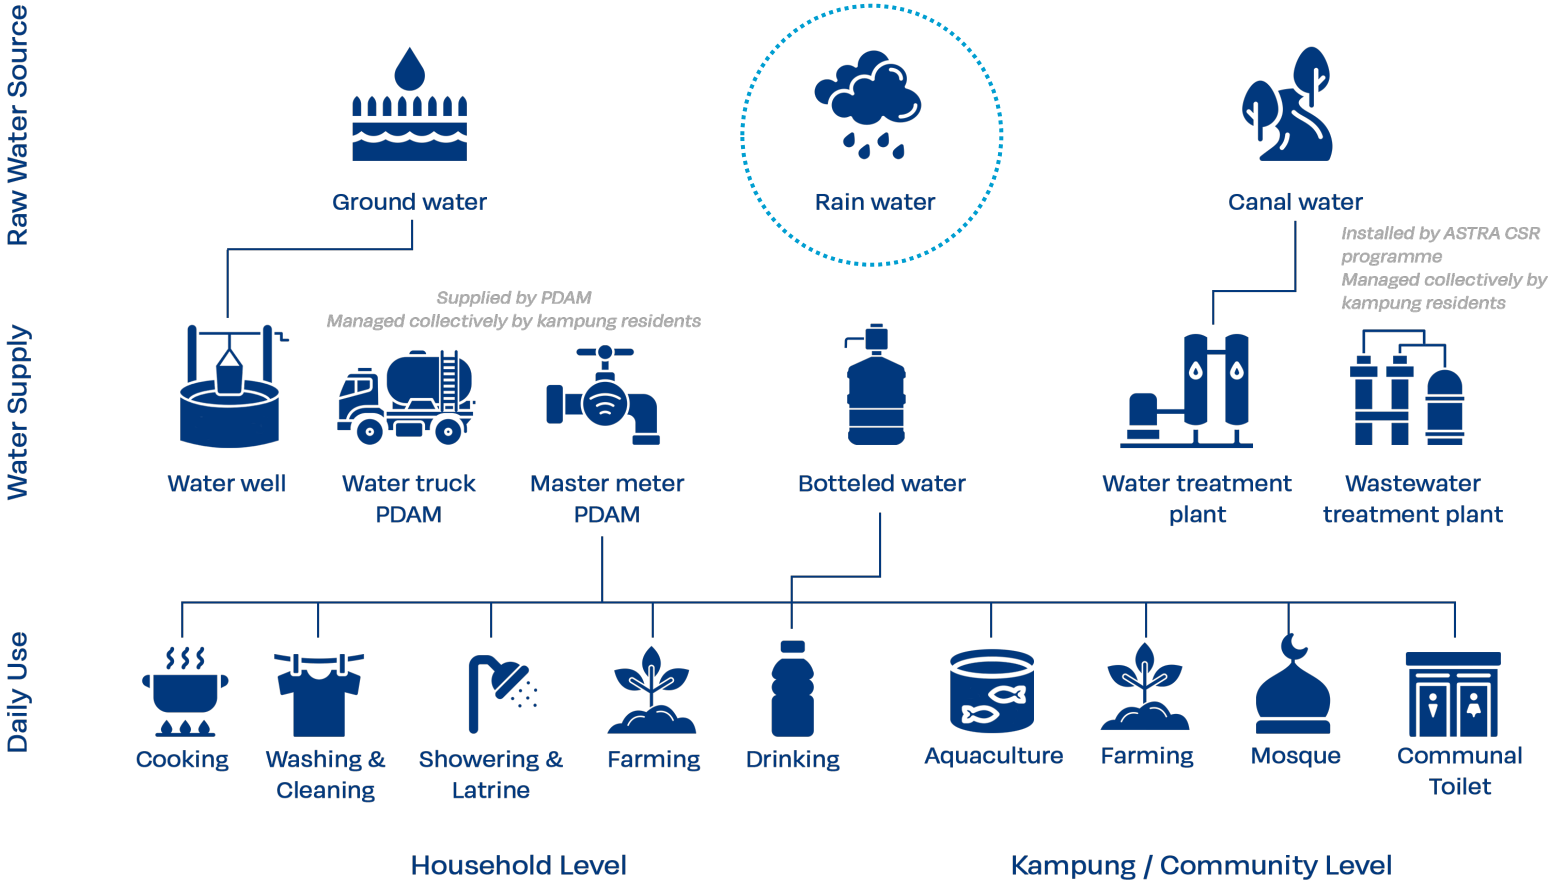 Raw Water Source
Ground water
Rain water
Canal water
Installed by ASTRA CSR
programme
Managed collectively by
kampung residents
Supplied by PDAM
Managed collectively by kampung residents
Water Supply
Water well
Water truck
PDAM
Master meter
PDAM
Botteled water
Water treatment
plant
Wastewater
treatment plant
Daily Use
Cooking
Washing &
Cleaning
Showering &
Latrine
Farming
Drinking
Aquaculture
Farming
Mosque
Communal
Toilet
Household Level
Kampung / Community Level